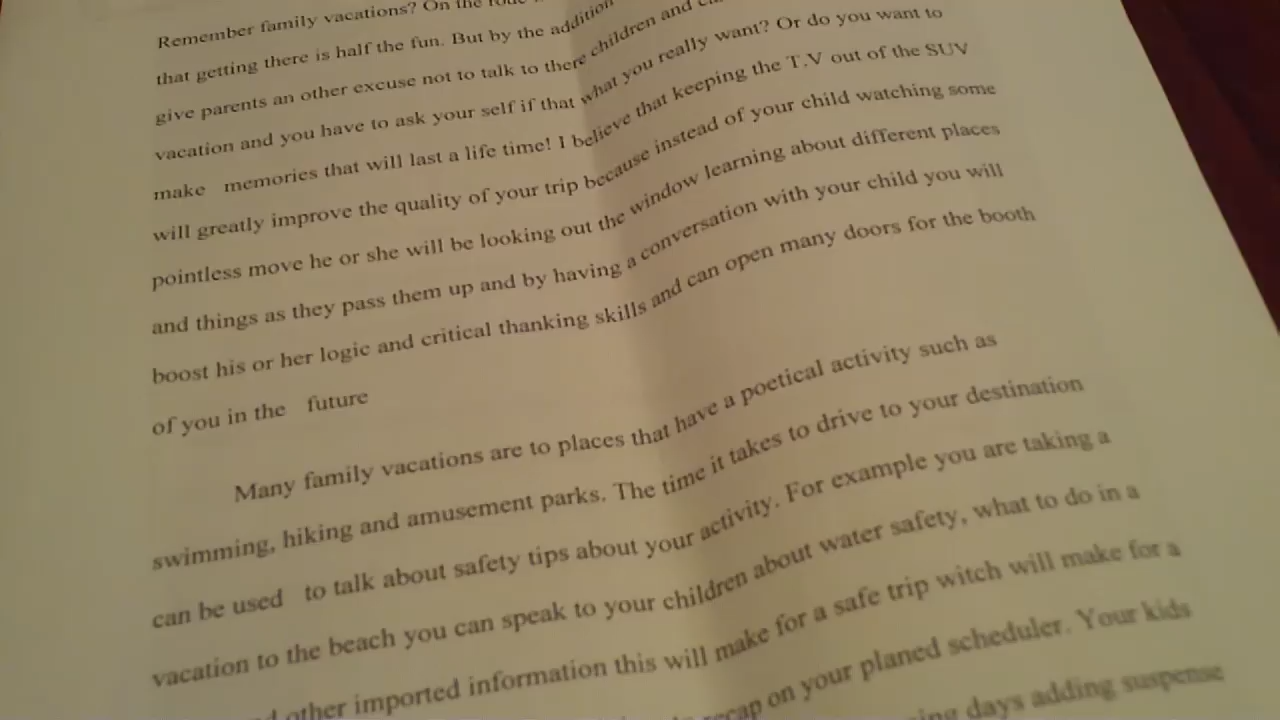 Remember family vacations? On the
that getting there is half the fun. But by the addition
give parents an other excuse not to talk to there children and
vacation and you have to ask your self if that what you really want? Or do you want to
make memories that will last a life time! I believe that keeping the T.V out of the SUV
will greatly improve the quality of your trip because instead of your child watching some
pointless move he or she will be looking out the window learning about different places
and things as they pass them up and by having a conversation with your child you will
boost his or her logic and critical thanking skills and can open many doors for the booth
of you in the future
Many family vacations are to places that have a poetical activity such as
swimming, hiking and amusement parks. The time it takes to drive to your destination
can be used to talk about safety tips about your activity. For example you are taking a
vacation to the beach you can speak to your children about water safety, what to do in a
other imported information this will make for a safe trip witch will make for a
recap on your planed scheduler. Your kids
days adding suspense